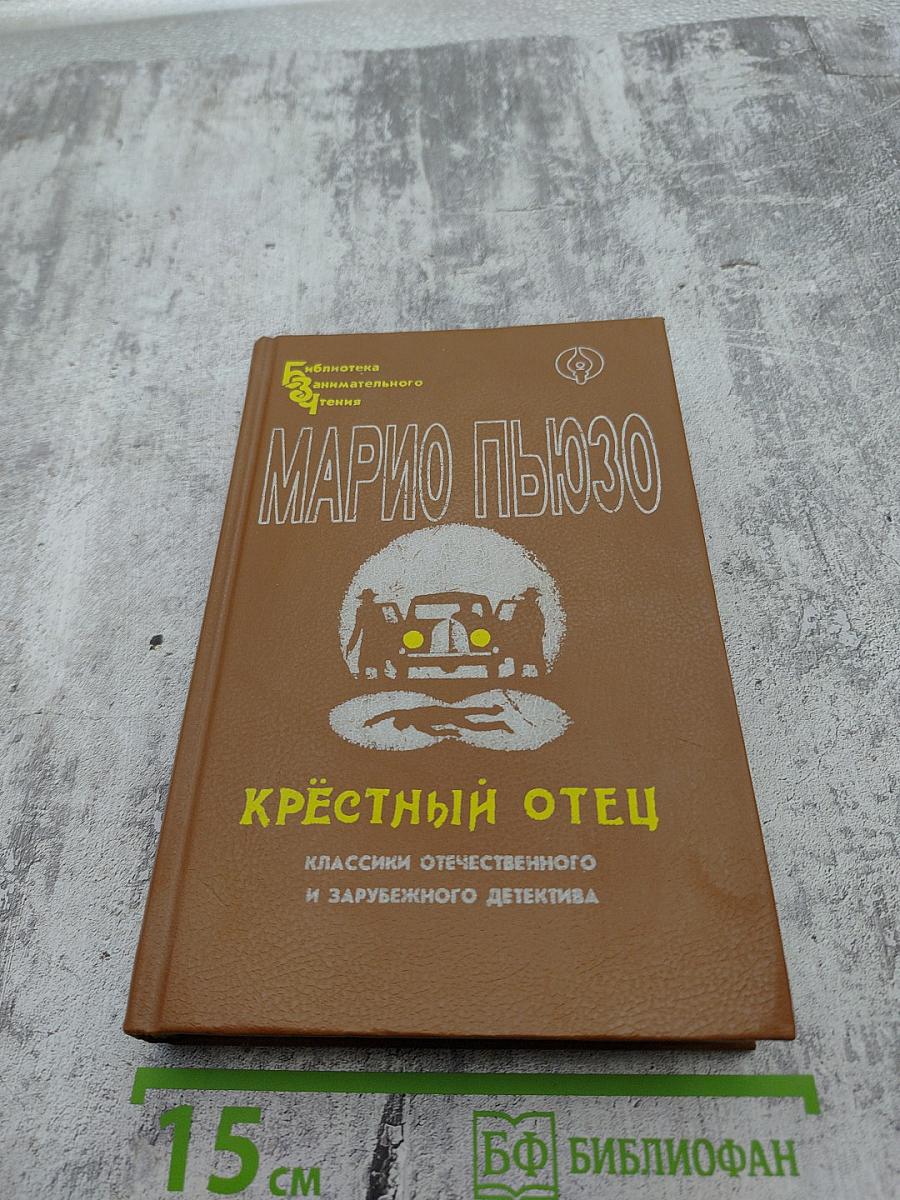 Библиотека
Занимательного
Чтения
МАРИО ПЬЮЗО
КРЁСТНЫЙ ОТЕЦ
КЛАССИКИ ОТЕЧЕСТВЕННОГО
И ЗАРУБЕЖНОГО ДЕТЕКТИВА
15 см
БФ БИБЛИОФАН